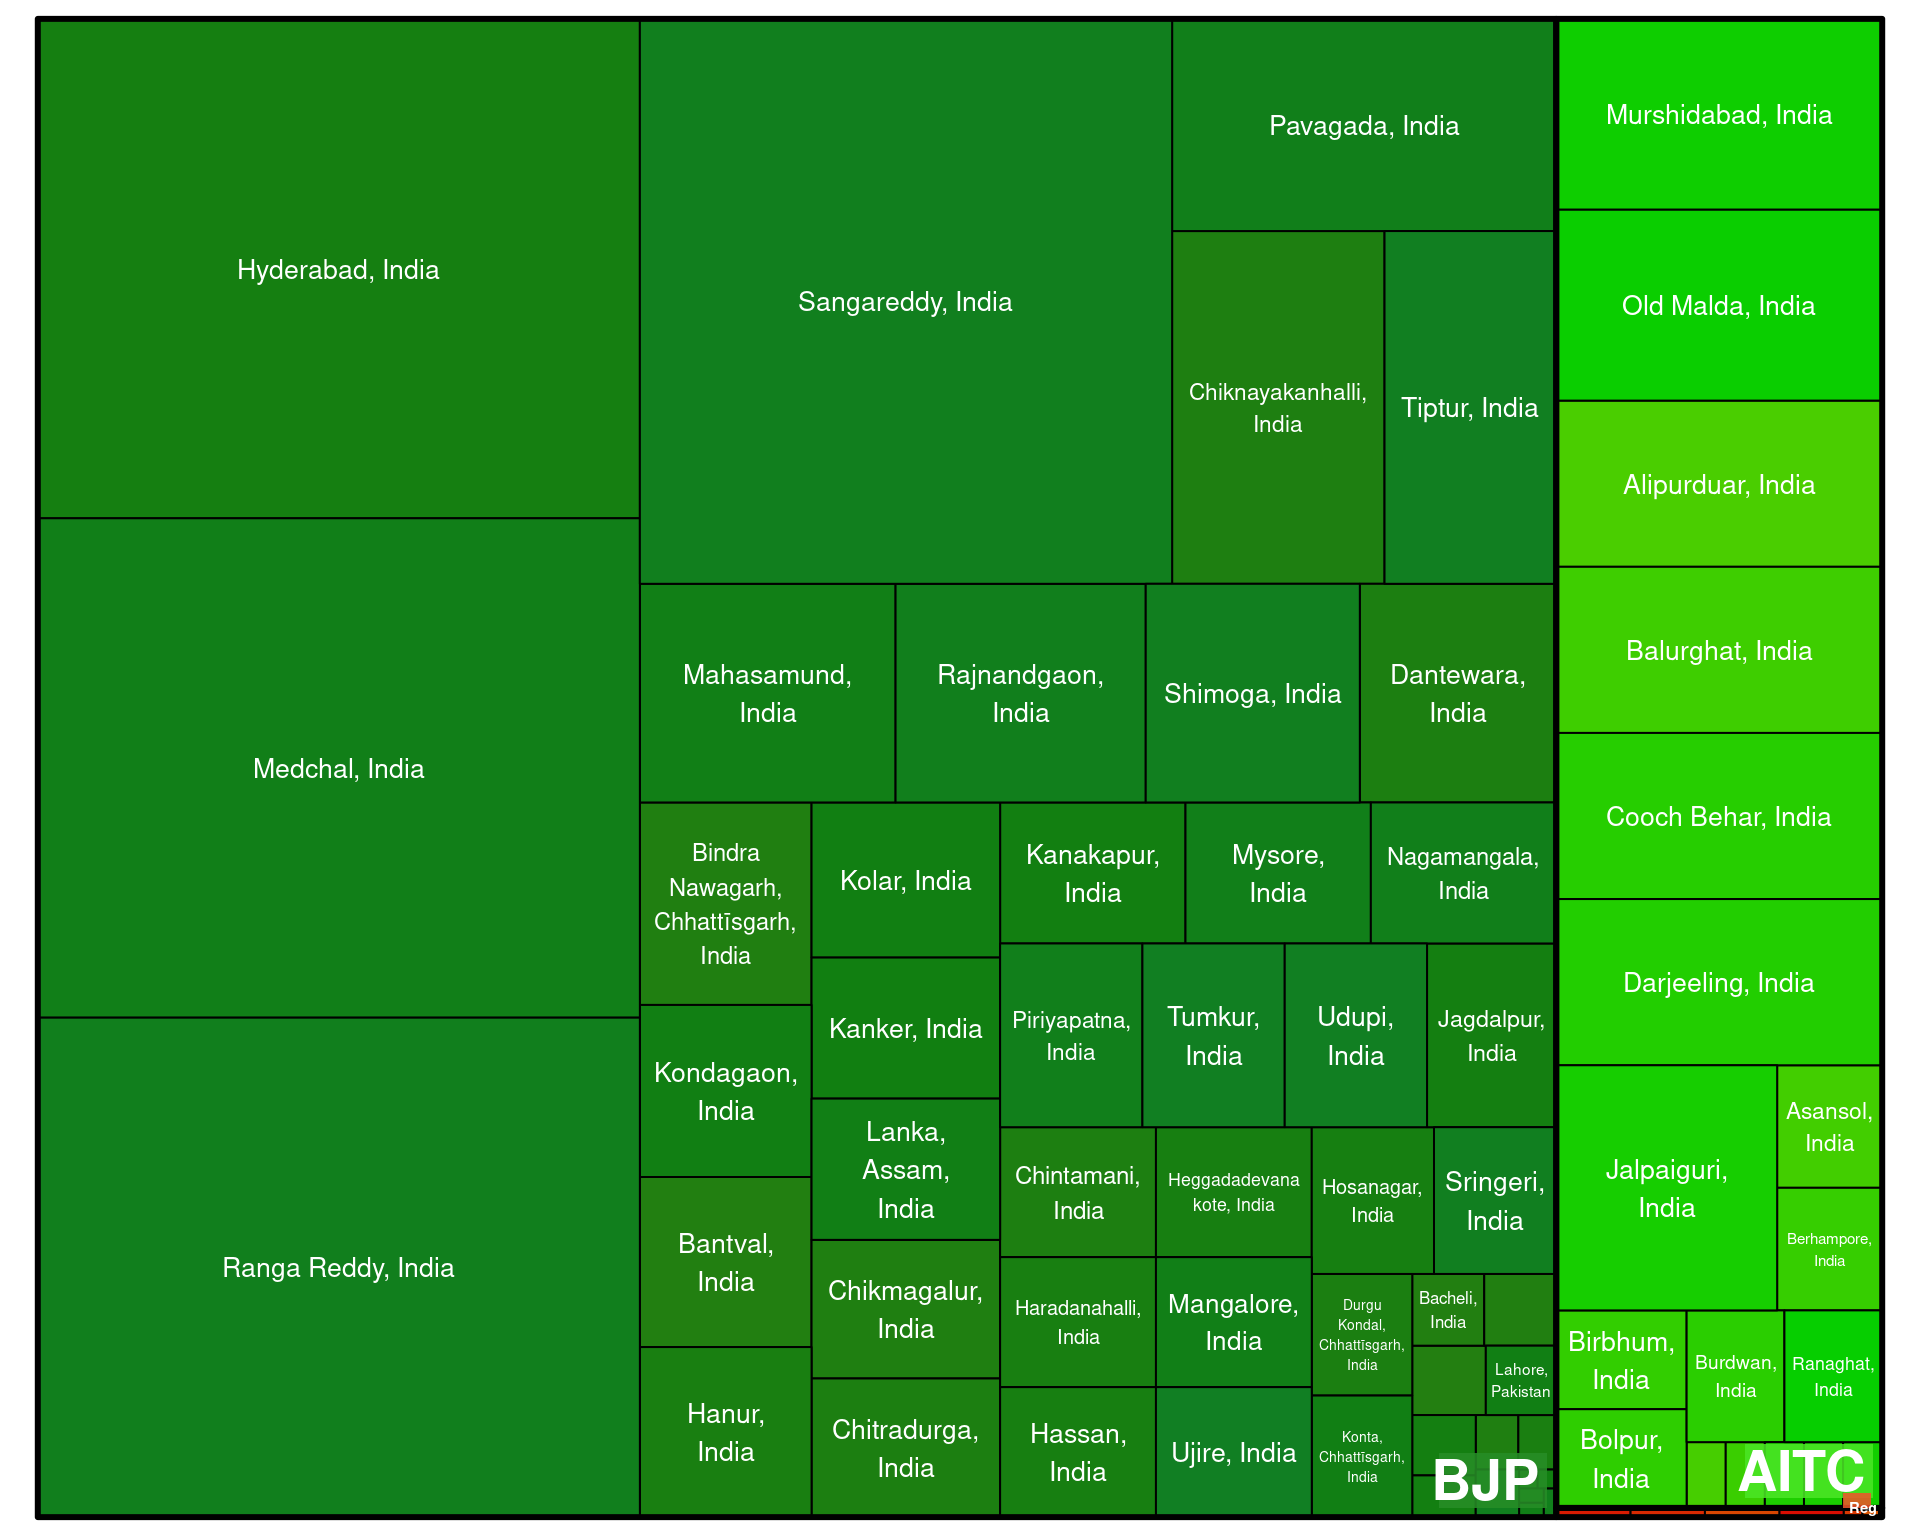 Hyderabad, India
Medchal, India
Ranga Reddy, India
Sangareddy, India
Pavagada, India
Chiknayakanhalli,
India
Tiptur, India
Mahasamund,
India
Rajnandgaon,
India
Shimoga, India
Dantewara,
India
Bindra
Nawagarh,
Chhattīsgarh,
India
Kondagaon,
India
Bantval,
India
Hanur,
India
Kolar, India
Kanker, India
Lanka,
Assam,
India
Chikmagalur,
India
Chitradurga,
India
Kanakapur,
India
Mysore,
India
Nagamangala,
India
Piriyapatna,
India
Tumkur,
India
Udupi,
India
Jagdalpur,
India
Chintamani,
India
Haradanahalli,
India
Hassan,
India
Heggadadevana
kote, India
Mangalore,
India
Ujire, India
Hosanagar,
India
Sringeri,
India
Durgu
Kondal,
Chhattīsgarh,
India
Konta,
Chhattīsgarh,
India
Bacheli,
India
Lahore,
Pakistan
BJP
Murshidabad, India
Old Malda, India
Alipurduar, India
Balurghat, India
Cooch Behar, India
Darjeeling, India
Jalpaiguri,
India
Asansol,
India
Berhampore,
India
Birbhum,
India
Bolpur,
India
Burdwan,
India
Ranaghat,
India
AITC
Reg